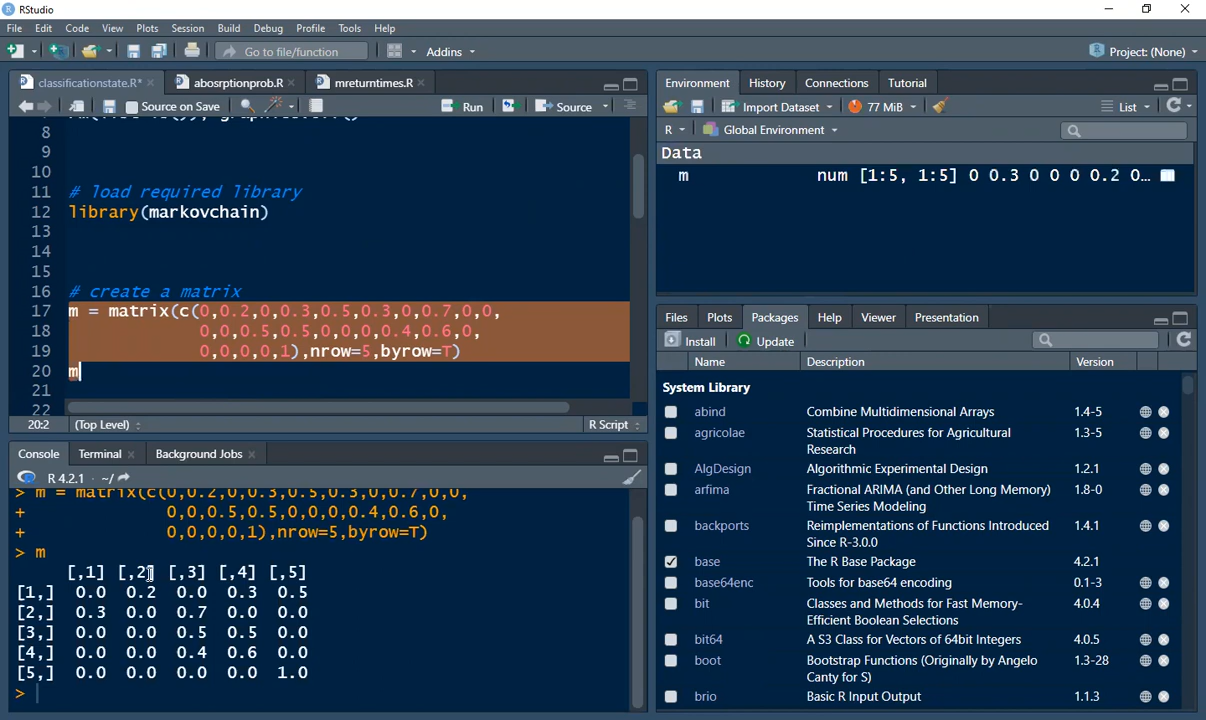 RStudio
File Edit Code View Plots Session Build Debug Profile Tools Help
Go to file/function Addins Project: (None)
classificationstate.R* abosrptionprob.R mreturntimes.R
Source on Save Run Source
8
9
10
11 # load required library
12 library(markovchain)
13
14
15
16 # create a matrix
17 m = matrix(c(0,0.2,0,0.3,0.5,0.3,0,0.7,0,0,
18 0,0,0.5,0.5,0,0,0,0.4,0.6,0,
19 0,0,0,0,1),nrow=5,byrow=T)
20 m
21
22
20:2 (Top Level) R Script
Console Terminal Background Jobs
R 4.2.1 · ~/
> m = matrix(c(0,0.2,0,0.3,0.5,0.3,0,0.7,0,0,
+ 0,0,0.5,0.5,0,0,0,0.4,0.6,0,
+ 0,0,0,0,1),nrow=5,byrow=T)
> m
[,1] [,2] [,3] [,4] [,5]
[1,] 0.0 0.2 0.0 0.3 0.5
[2,] 0.3 0.0 0.7 0.0 0.0
[3,] 0.0 0.0 0.5 0.5 0.0
[4,] 0.0 0.0 0.4 0.6 0.0
[5,] 0.0 0.0 0.0 0.0 1.0
>
Environment History Connections Tutorial
Import Dataset 77 MiB List
R Global Environment
Data
m num [1:5, 1:5] 0 0.3 0 0 0 0.2 0…
Files Plots Packages Help Viewer Presentation
Install Update
Name Description Version
System Library
abind Combine Multidimensional Arrays 1.4-5
agricolae Statistical Procedures for Agricultural 1.3-5
Research
AlgDesign Algorithmic Experimental Design 1.2.1
arfima Fractional ARIMA (and Other Long Memory) 1.8-0
Time Series Modeling
backports Reimplementations of Functions Introduced 1.4.1
Since R-3.0.0
base The R Base Package 4.2.1
base64enc Tools for base64 encoding 0.1-3
bit Classes and Methods for Fast Memory- 4.0.4
Efficient Boolean Selections
bit64 A S3 Class for Vectors of 64bit Integers 4.0.5
boot Bootstrap Functions (Originally by Angelo 1.3-28
Canty for S)
brio Basic R Input Output 1.1.3